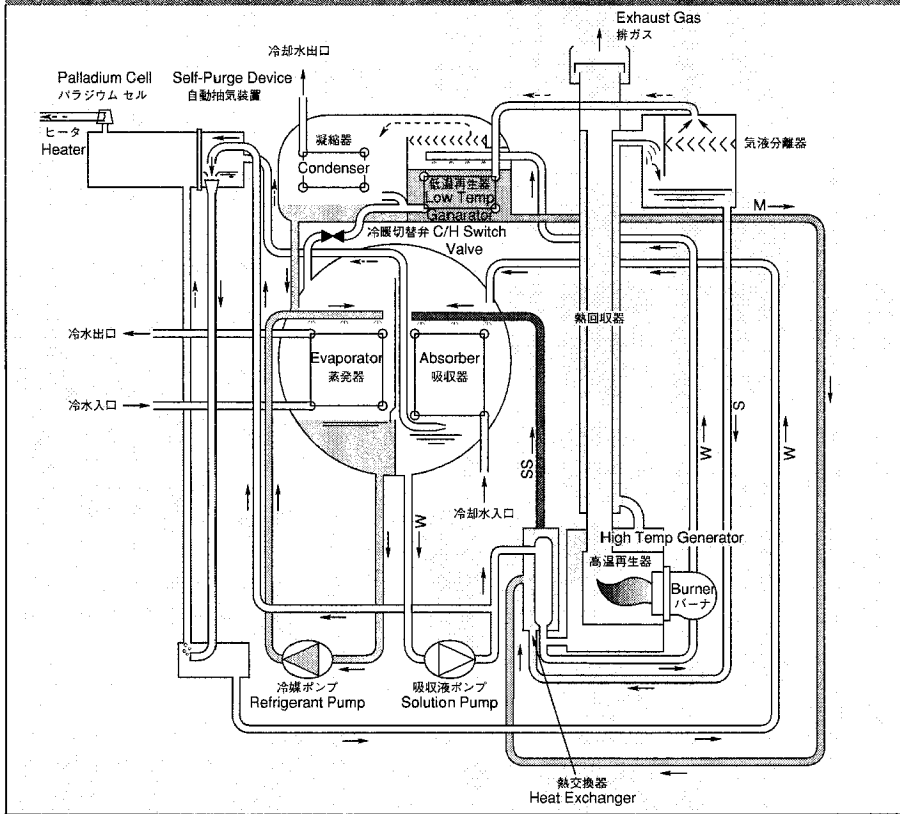 Exhaust Gas
排ガス
冷却水出口
Palladium Cell
パラジウム セル
Self-Purge Device
自動抽気装置
ヒータ
Heater
凝縮器
Condenser
気液分離器
低温再生器
Low Temp
Ganarator
冷暖切替弁 C/H Switch
Valve
M
熱回収器
冷水出口
Evaporator
蒸発器
Absorber
吸収器
冷水入口
S
W
W
SS
W
冷却水入口
High Temp Generator
高温再生器
Burner
バーナ
冷媒ポンプ
Refrigerant Pump
吸収液ポンプ
Solution Pump
熱交換器
Heat Exchanger